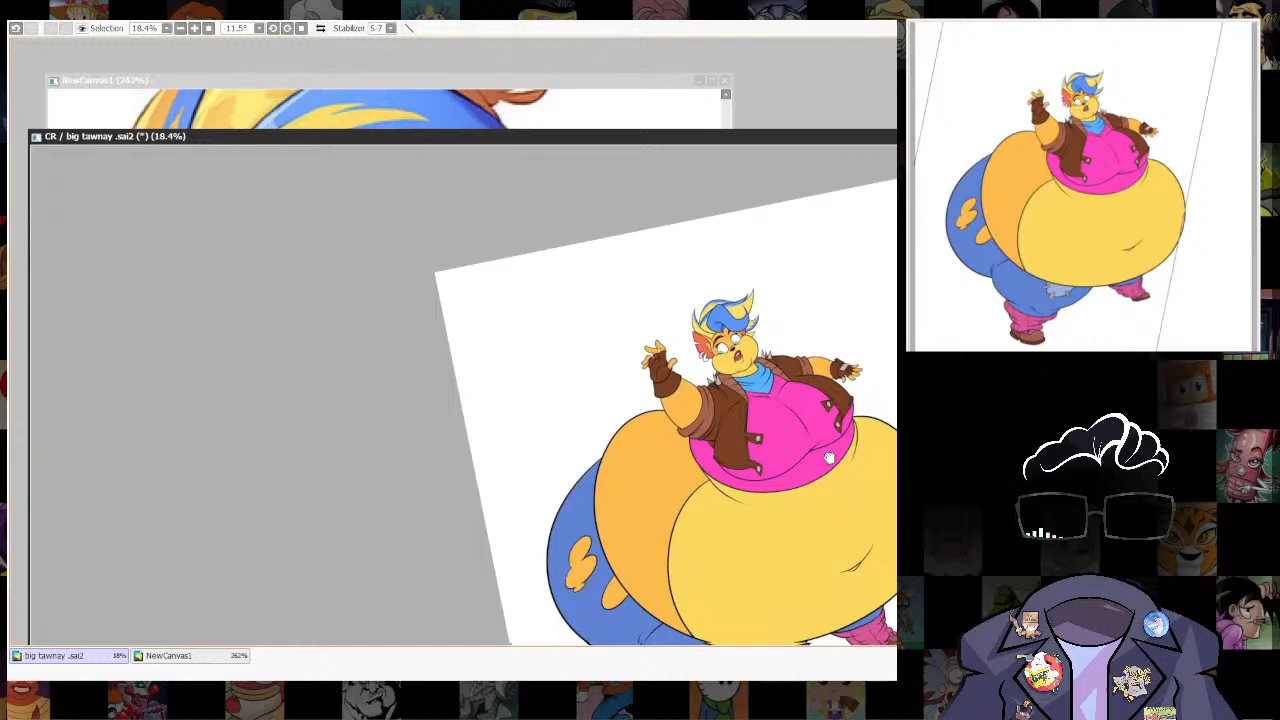 Selection 18.4% -11.5° Stabilizer S-7
NewCanvas1 (262%)
CR / big tawnay .sai2 (*) (18.4%)
big tawnay .sai2 18% NewCanvas1 262%